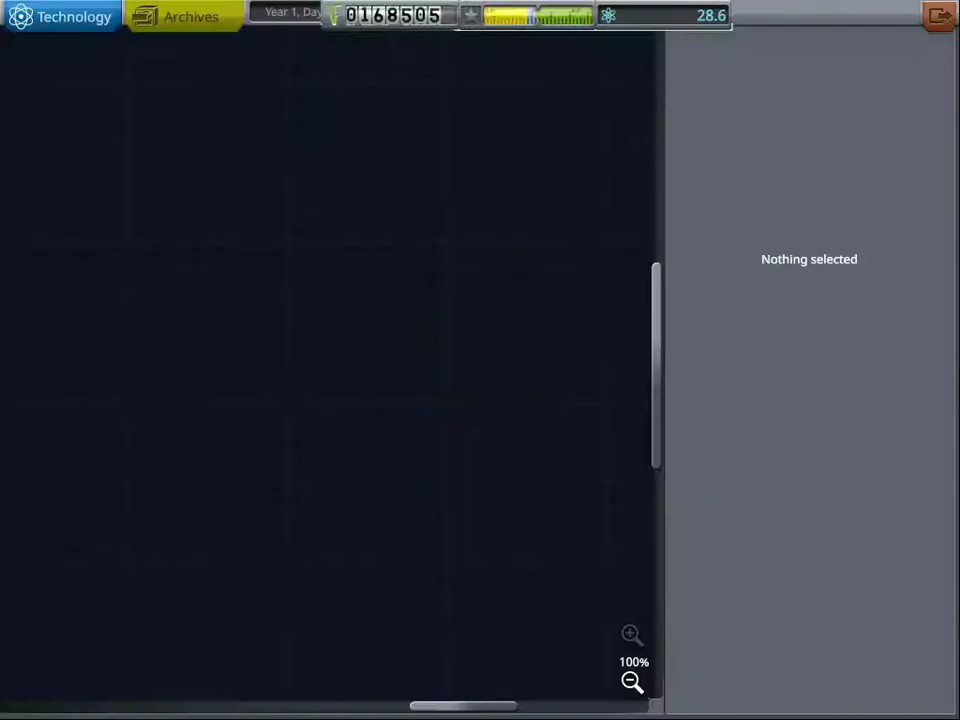 Technology
Archives
Year 1, Day
0168505
28.6
Nothing selected
100%